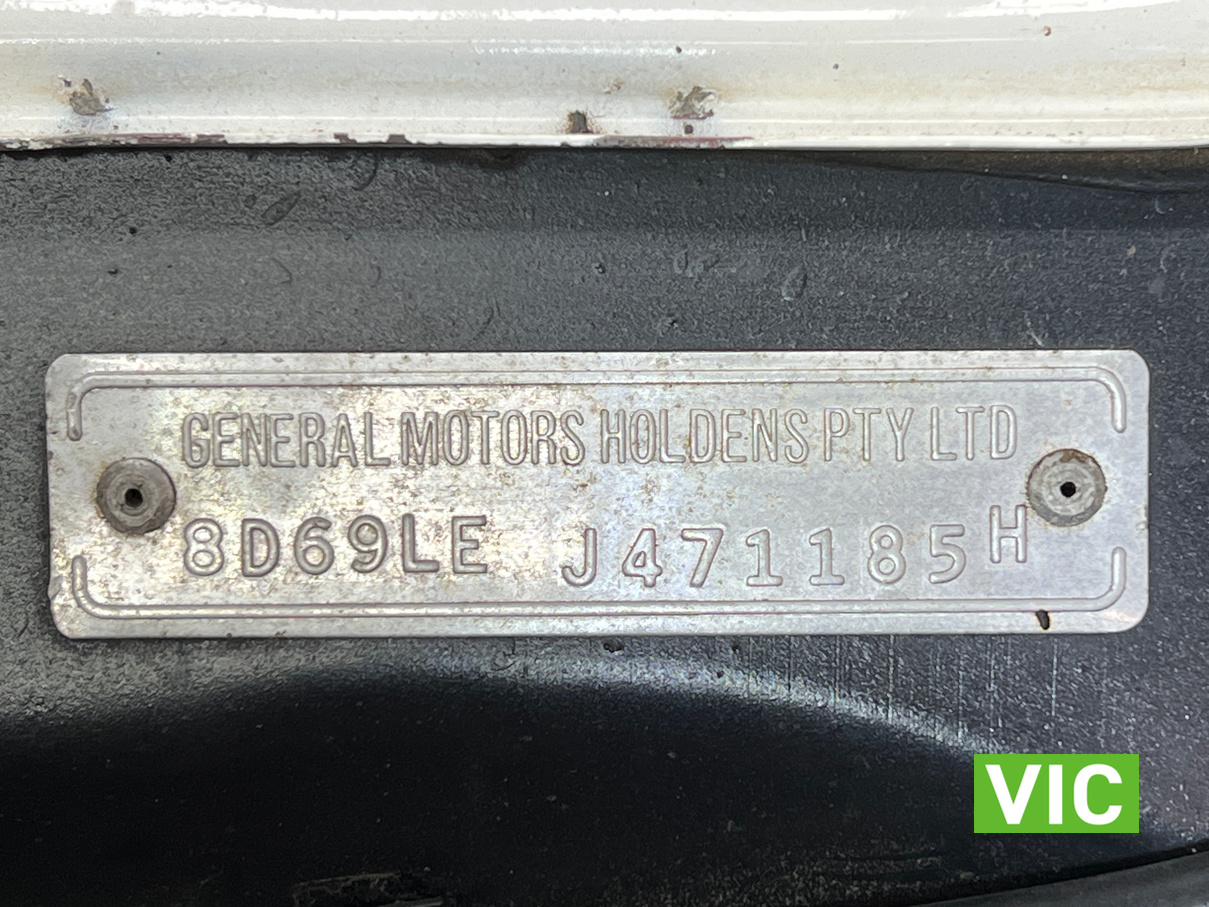 GENERAL MOTORS HOLDENS PTY LTD
8D69LE J471185H
VIC